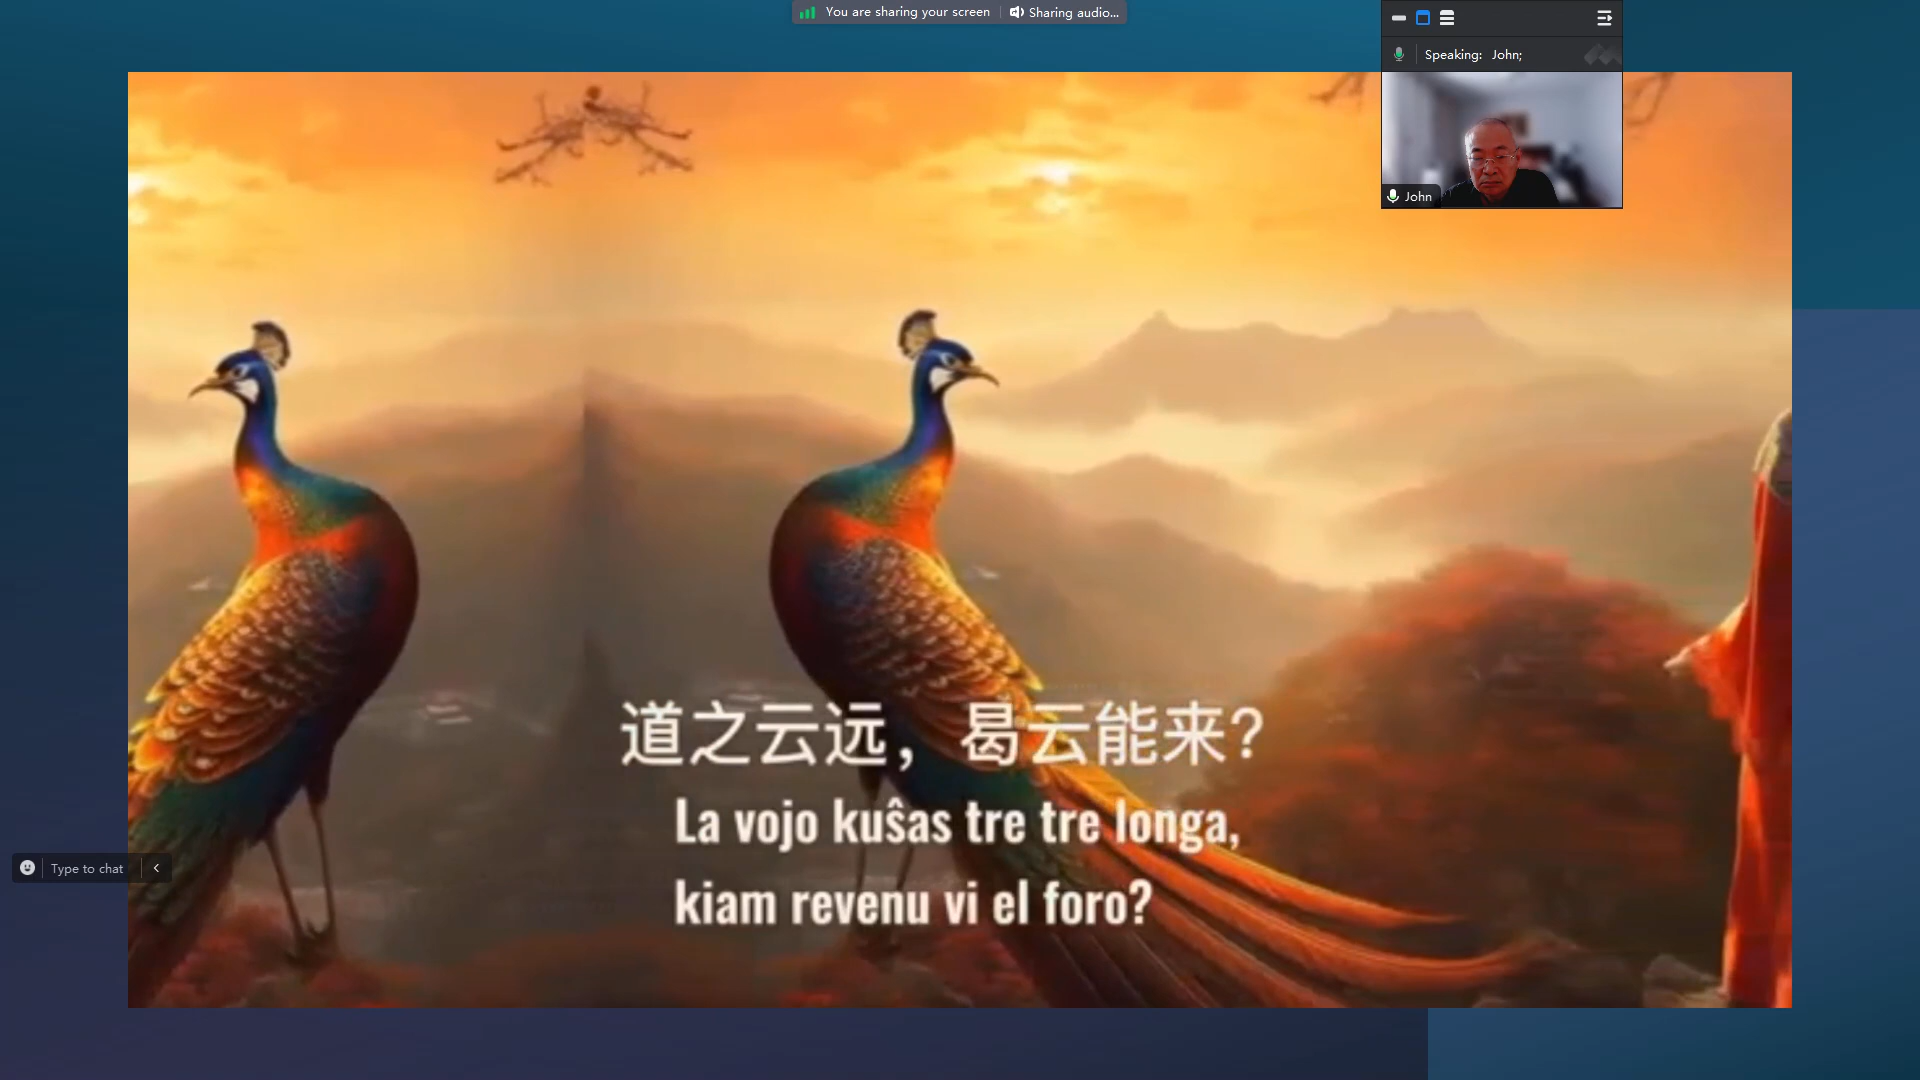 You are sharing your screen
Sharing audio...
Speaking: John;
John
道之云远，曷云能来？
La vojo kuŝas tre tre longa,
kiam revenu vi el foro?
Type to chat